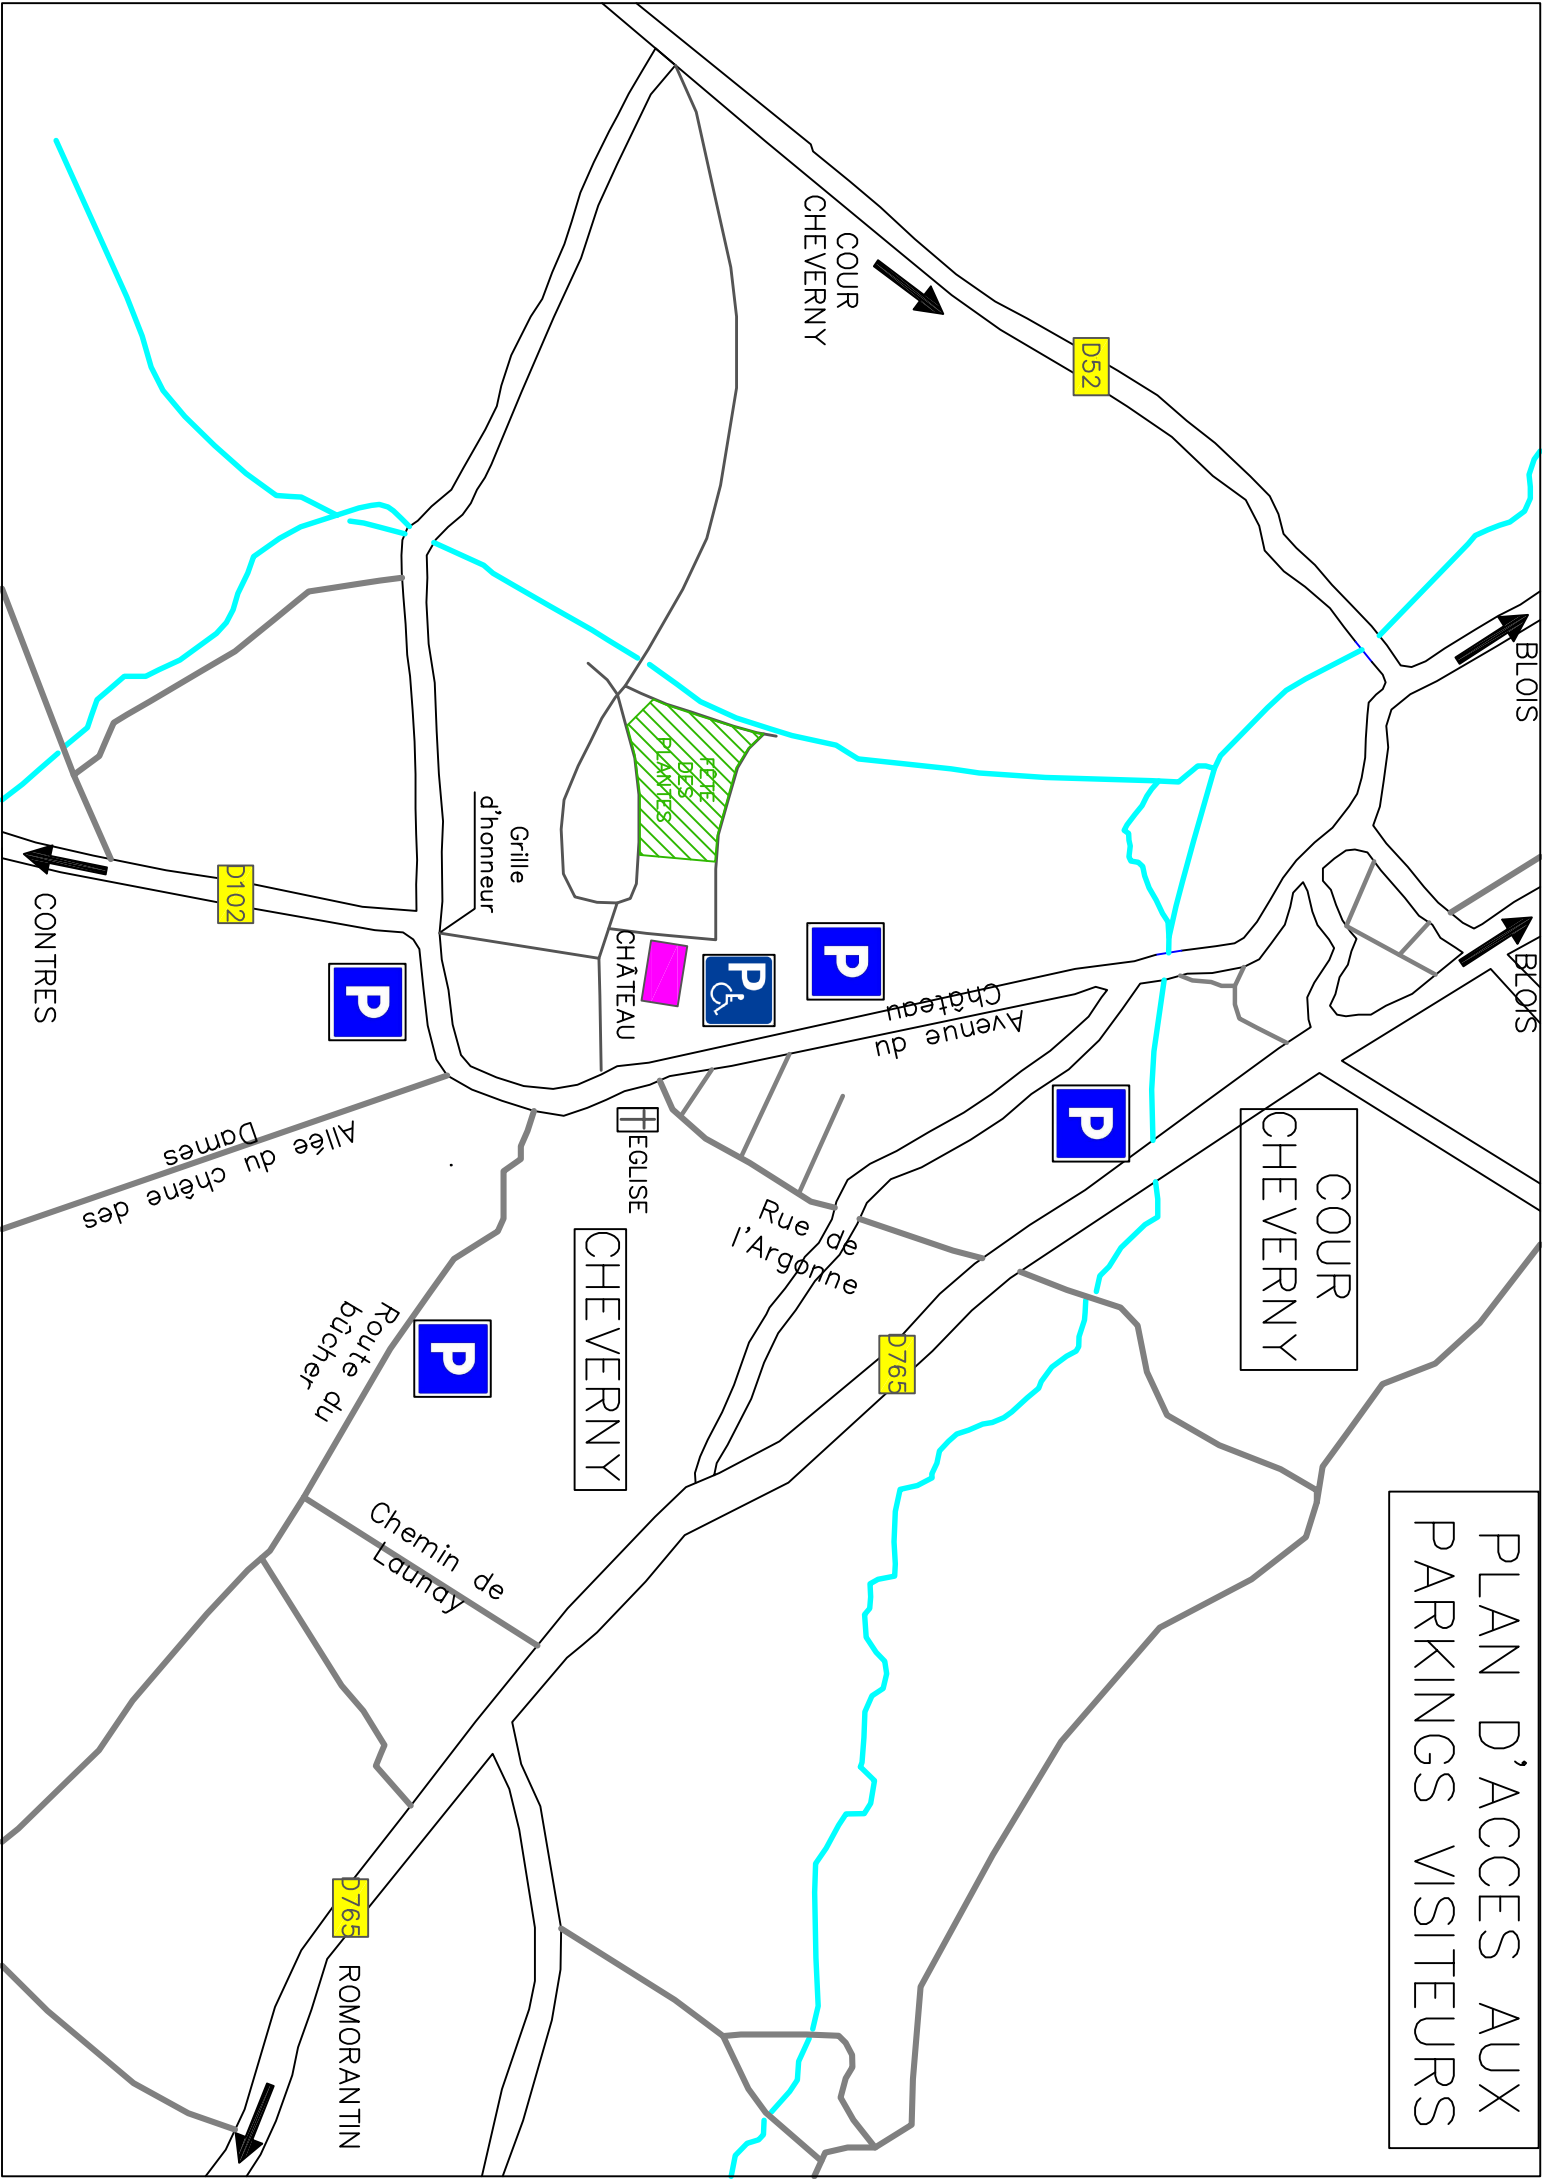 PLAN D'ACCES AUX
PARKINGS VISITEURS
BLOIS
BLOIS
COUR
CHEVERNY
D52
COUR
CHEVERNY
P
P
P
Avenue du
Château
FETE
DES
PLANTES
CHÂTEAU
Grille
d'honneur
EGLISE
Rue de
l'Argonne
D765
CHEVERNY
P
P
D102
CONTRES
Allée du chêne des
Dames
Route du
bûcher du
Chemin de
Launay
D765
ROMORANTIN